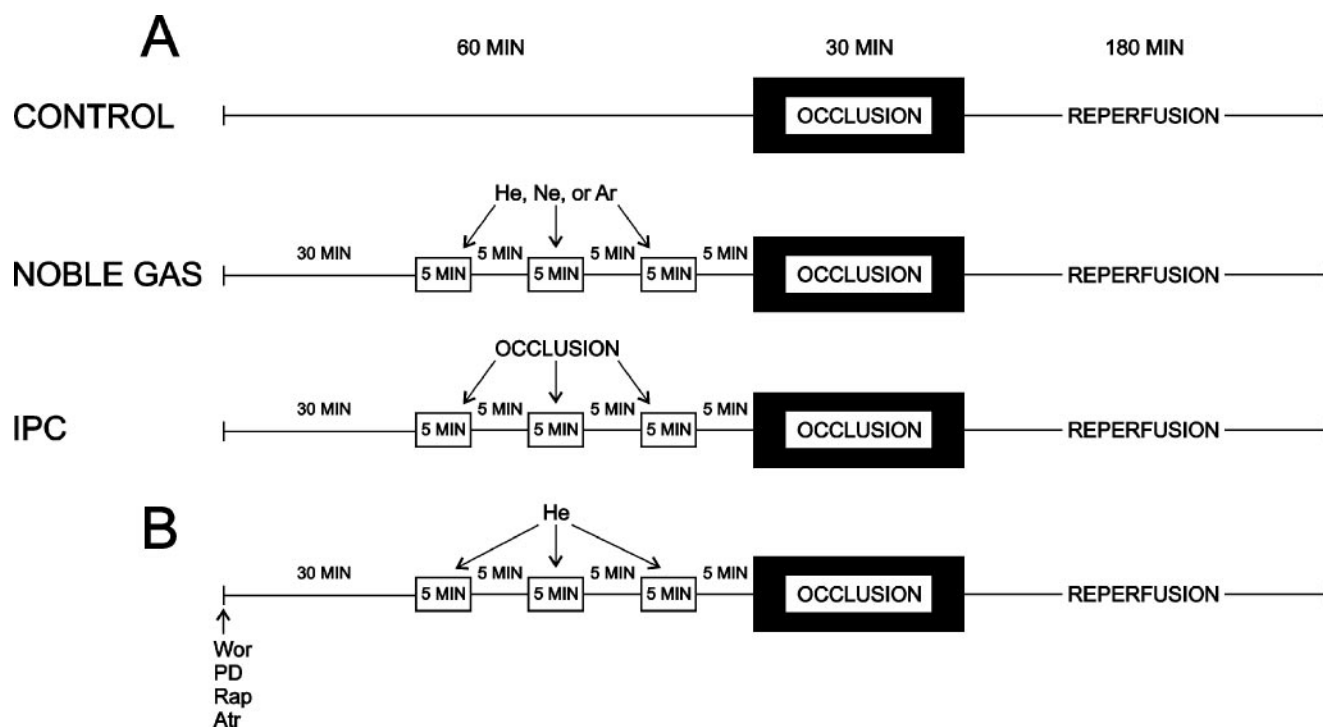 A
60 MIN 30 MIN 180 MIN
CONTROL OCCLUSION REPERFUSION
He, Ne, or Ar
30 MIN 5 MIN 5 MIN 5 MIN
NOBLE GAS 5 MIN 5 MIN 5 MIN OCCLUSION REPERFUSION
OCCLUSION
30 MIN 5 MIN 5 MIN 5 MIN
IPC 5 MIN 5 MIN 5 MIN OCCLUSION REPERFUSION
B
He
30 MIN 5 MIN 5 MIN 5 MIN
5 MIN 5 MIN 5 MIN OCCLUSION REPERFUSION
Wor
PD
Rap
Atr